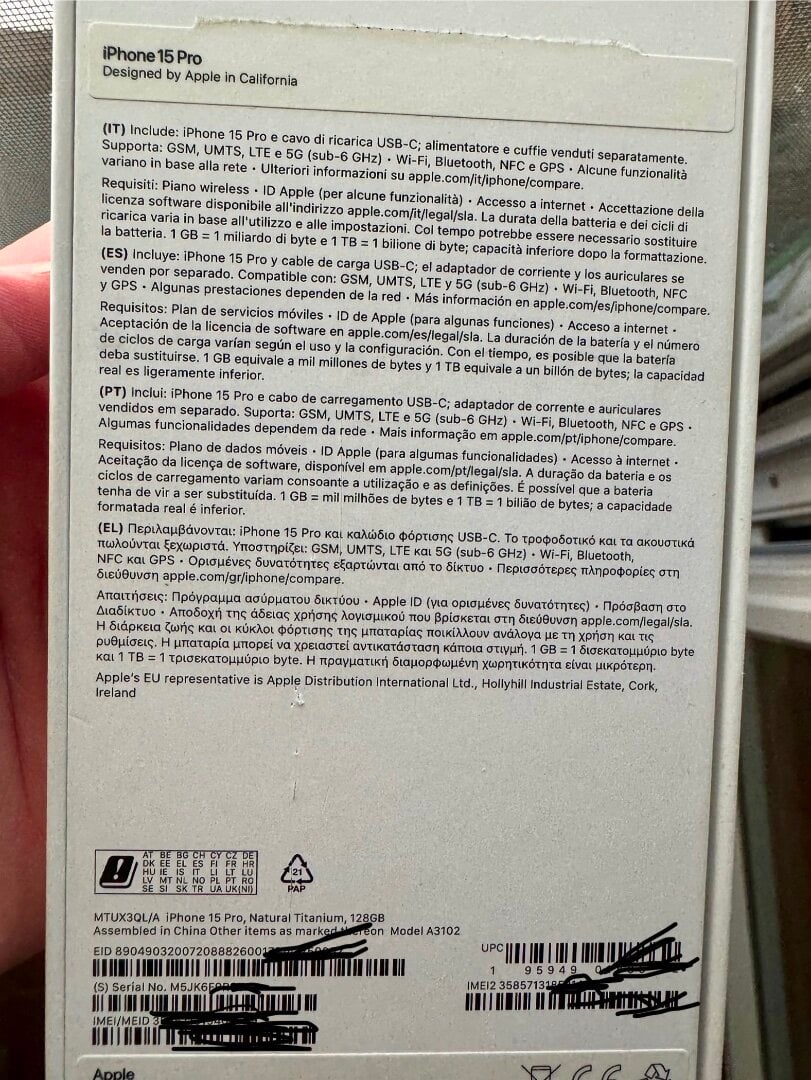 iPhone 15 Pro
Designed by Apple in California
(IT) Include: iPhone 15 Pro e cavo di ricarica USB-C; alimentatore e cuffie venduti separatamente.
Supporta: GSM, UMTS, LTE e 5G (sub-6 GHz) • Wi-Fi, Bluetooth, NFC e GPS • Alcune funzionalità
variano in base alla rete • Ulteriori informazioni su apple.com/it/iphone/compare.
Requisiti: Piano wireless • ID Apple (per alcune funzionalità) • Accesso a internet • Accettazione della
licenza software disponibile all'indirizzo apple.com/it/legal/sla. La durata della batteria e dei cicli di
ricarica varia in base all'utilizzo e alle impostazioni. Col tempo potrebbe essere necessario sostituire
la batteria. 1 GB = 1 miliardo di byte e 1 TB = 1 bilione di byte; capacità inferiore dopo la formattazione.
(ES) Incluye: iPhone 15 Pro y cable de carga USB-C; el adaptador de corriente y los auriculares se
venden por separado. Compatible con: GSM, UMTS, LTE y 5G (sub-6 GHz) • Wi-Fi, Bluetooth, NFC
y GPS • Algunas prestaciones dependen de la red • Más información en apple.com/es/iphone/compare.
Requisitos: Plan de servicios móviles • ID de Apple (para algunas funciones) • Acceso a internet •
Aceptación de la licencia de software en apple.com/es/legal/sla. La duración de la batería y el número
de ciclos de carga varían según el uso y la configuración. Con el tiempo, es posible que la batería
deba sustituirse. 1 GB equivale a mil millones de bytes y 1 TB equivale a un billón de bytes; la capacidad
real es ligeramente inferior.
(PT) Inclui: iPhone 15 Pro e cabo de carregamento USB-C; adaptador de corrente e auriculares
vendidos em separado. Suporta: GSM, UMTS, LTE e 5G (sub-6 GHz) • Wi-Fi, Bluetooth, NFC e GPS •
Algumas funcionalidades dependem da rede • Mais informação em apple.com/pt/iphone/compare.
Requisitos: Plano de dados móveis • ID Apple (para algumas funcionalidades) • Acesso à internet •
Aceitação da licença de software, disponível em apple.com/pt/legal/sla. A duração da bateria e os
ciclos de carregamento variam consoante a utilização e as definições. É possível que a bateria
tenha de vir a ser substituída. 1 GB = mil milhões de bytes e 1 TB = 1 bilião de bytes; a capacidade
formatada real é inferior.
(EL) Περιλαμβάνονται: iPhone 15 Pro και καλώδιο φόρτισης USB-C. Το τροφοδοτικό και τα ακουστικά
πωλούνται ξεχωριστά. Υποστηρίζει: GSM, UMTS, LTE και 5G (sub-6 GHz) • Wi-Fi, Bluetooth,
NFC και GPS • Ορισμένες δυνατότητες εξαρτώνται από το δίκτυο • Περισσότερες πληροφορίες στη
διεύθυνση apple.com/gr/iphone/compare.
Απαιτήσεις: Πρόγραμμα ασύρματου δικτύου • Apple ID (για ορισμένες δυνατότητες) • Πρόσβαση στο
Διαδίκτυο • Αποδοχή της άδειας χρήσης λογισμικού που βρίσκεται στη διεύθυνση apple.com/legal/sla.
Η διάρκεια ζωής και οι κύκλοι φόρτισης της μπαταρίας ποικίλλουν ανάλογα με τη χρήση και τις
ρυθμίσεις. Η μπαταρία μπορεί να χρειαστεί αντικατάσταση κάποια στιγμή. 1 GB = 1 δισεκατομμύριο byte
και 1 TB = 1 τρισεκατομμύριο byte. Η πραγματική διαμορφωμένη χωρητικότητα είναι μικρότερη.
Apple's EU representative is Apple Distribution International Ltd., Hollyhill Industrial Estate, Cork,
Ireland
AT BE BG CH CY CZ DE
DK EE EL ES FI FR HR
HU IE IS IT LI LT LU
LV MT NL NO PL PT RO
SE SI SK TR UA UK(NI)
21
PAP
MTUX3QL/A iPhone 15 Pro, Natural Titanium, 128GB
Assembled in China Other items as marked thereon Model A3102
EID
UPC
1 95949
(S) Serial No.
IMEI2
IMEI/MEID
Apple